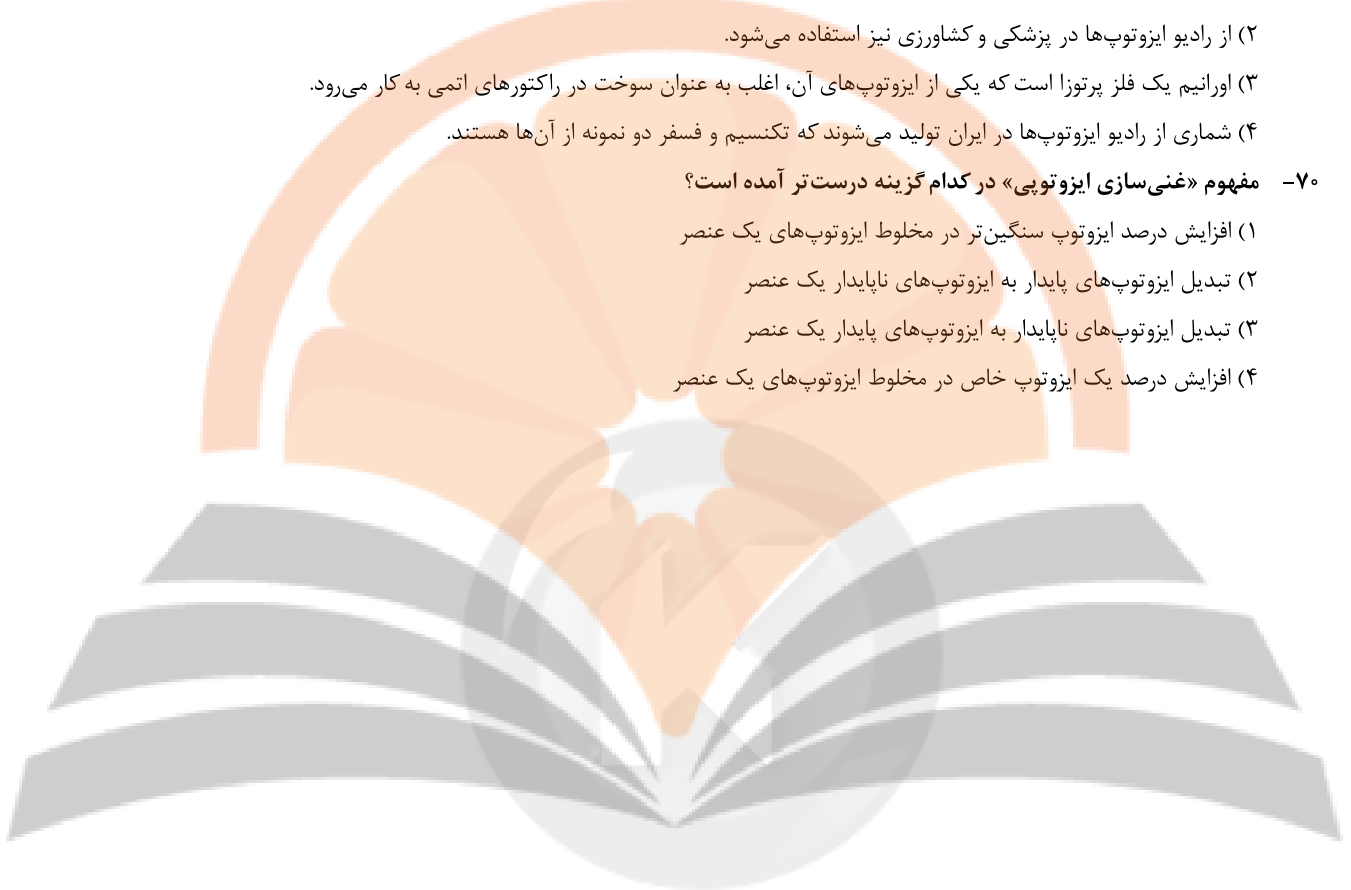 ۲) از رادیو ایزوتوپ‌ها در پزشکی و کشاورزی نیز استفاده می‌شود.
۳) اورانیم یک فلز پرتوزا است که یکی از ایزوتوپ‌های آن، اغلب به عنوان سوخت در راکتورهای اتمی به کار می‌رود.
۴) شماری از رادیو ایزوتوپ‌ها در ایران تولید می‌شوند که تکنسیم و فسفر دو نمونه از آن‌ها هستند.
۷۰- مفهوم «غنی‌سازی ایزوتوپی» در کدام گزینه درست‌تر آمده است؟
۱) افزایش درصد ایزوتوپ سنگین‌تر در مخلوط ایزوتوپ‌های یک عنصر
۲) تبدیل ایزوتوپ‌های پایدار به ایزوتوپ‌های ناپایدار یک عنصر
۳) تبدیل ایزوتوپ‌های ناپایدار به ایزوتوپ‌های پایدار یک عنصر
۴) افزایش درصد یک ایزوتوپ خاص در مخلوط ایزوتوپ‌های یک عنصر